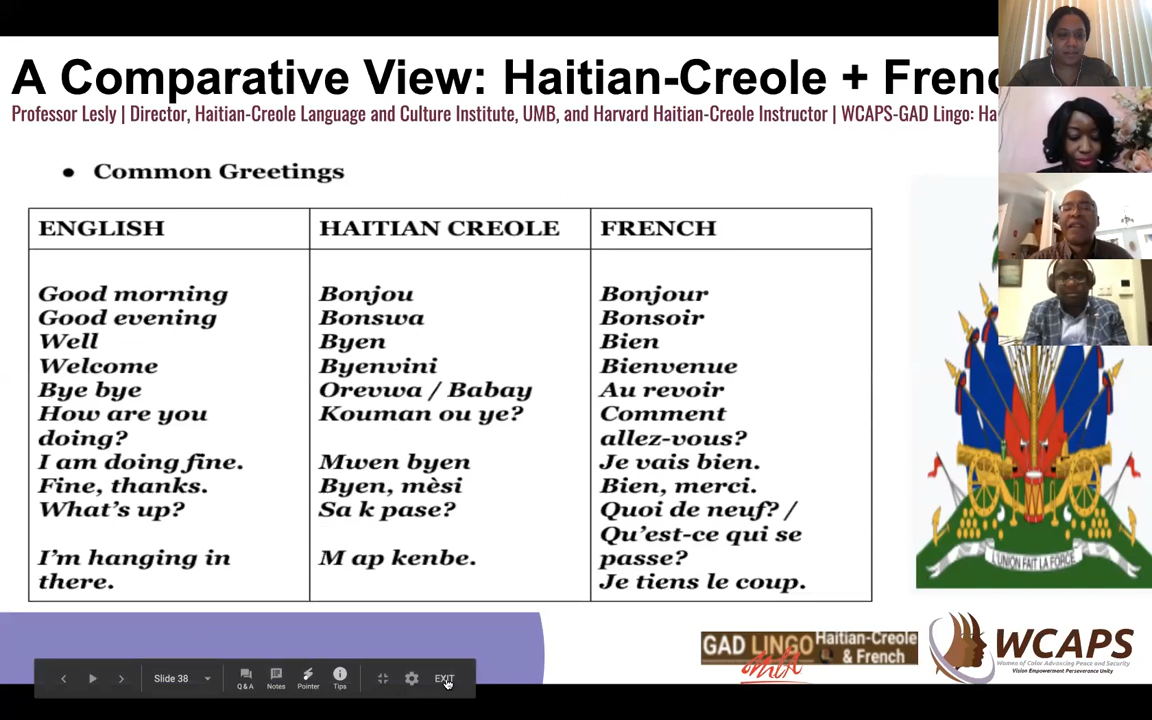 A Comparative View: Haitian-Creole + Frenc
Professor Lesly | Director, Haitian-Creole Language and Culture Institute, UMB, and Harvard Haitian-Creole Instructor | WCAPS-GAD Lingo: Ha
• Common Greetings
ENGLISH HAITIAN CREOLE FRENCH
Good morning Bonjou Bonjour
Good evening Bonswa Bonsoir
Well Byen Bien
Welcome Byenvini Bienvenue
Bye bye Orevwa / Babay Au revoir
How are you Kouman ou ye? Comment
doing? allez-vous?
I am doing fine. Mwen byen Je vais bien.
Fine, thanks. Byen, mèsi Bien, merci.
What's up? Sa k pase? Quoi de neuf? /
Qu'est-ce qui se
I'm hanging in M ap kenbe. passe?
there. Je tiens le coup.
L'UNION FAIT LA FORCE
GAD LINGO Haitian-Creole
& French
WCAPS
Women of Color Advancing Peace and Security
Vision Empowerment Perseverance Unity
Slide 38
Q & A Notes Pointer Tips
EXIT